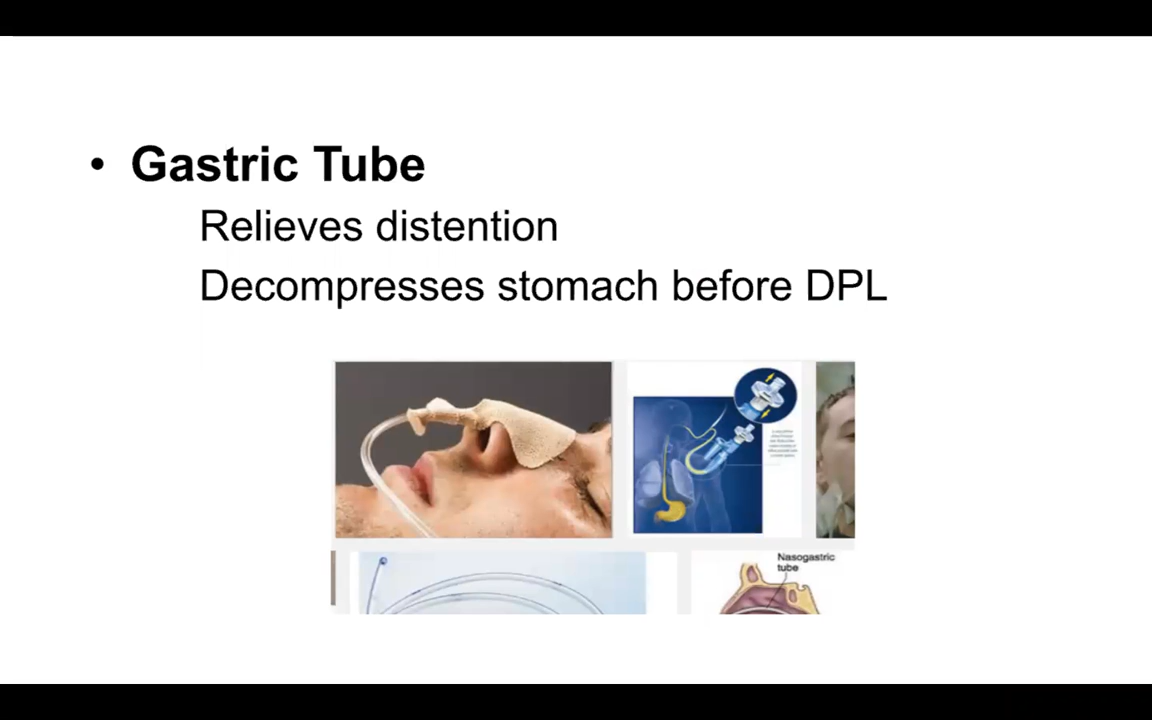 • Gastric Tube
Relieves distention
Decompresses stomach before DPL
Nasogastric
tube